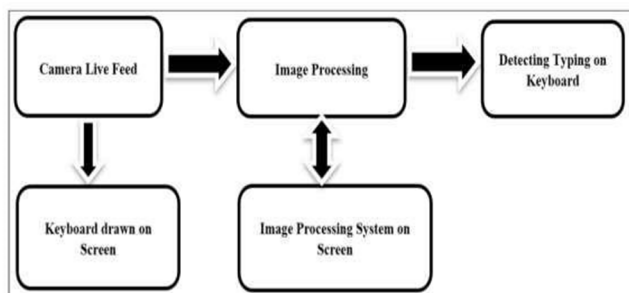 Camera Live Feed
Image Processing
Detecting Typing on
Keyboard
Keyboard drawn on
Screen
Image Processing System on
Screen